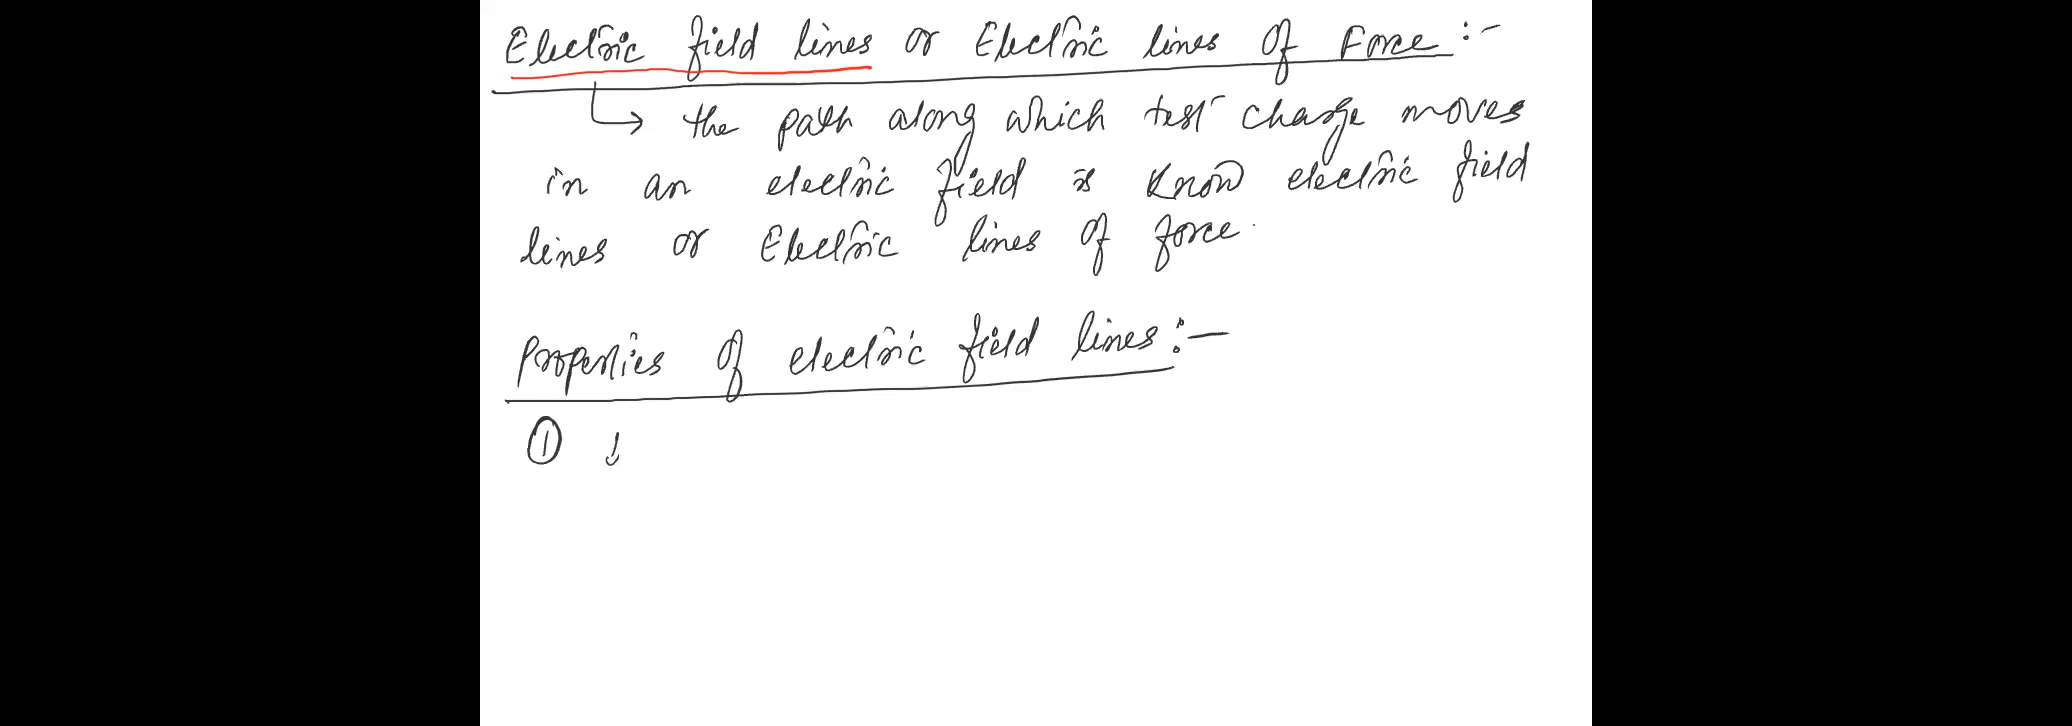 Electric field lines or Electric lines of Force :-
↳ the path along which test charge moves
in an electric field is know electric field
lines or Electric lines of force.
Properties of electric field lines :-
①